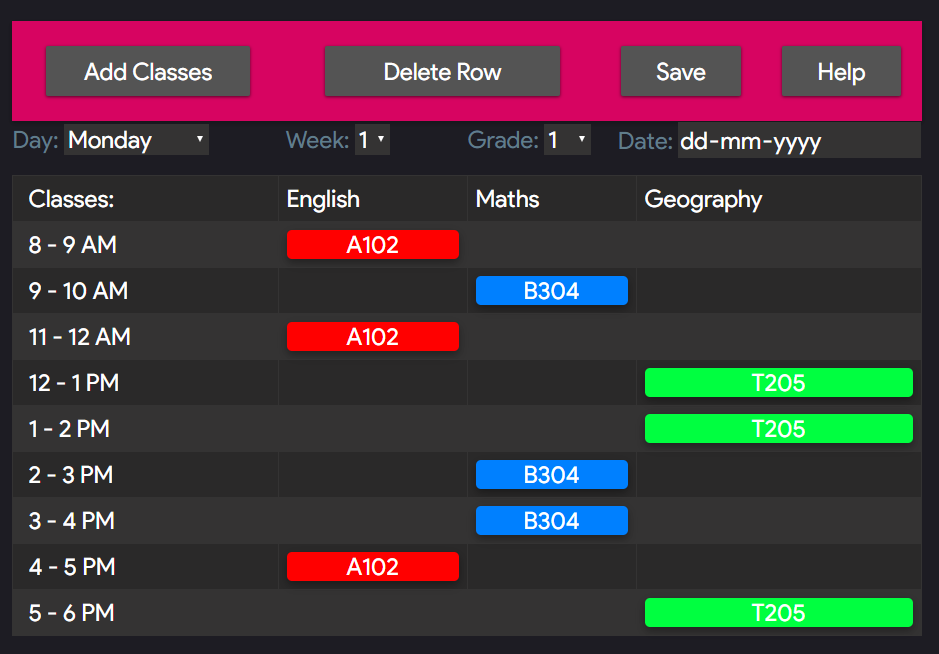 Add Classes Delete Row Save Help
Day: Monday Week: 1 Grade: 1 Date: dd-mm-yyyy
Classes: English Maths Geography
8 - 9 AM A102
9 - 10 AM B304
11 - 12 AM A102
12 - 1 PM T205
1 - 2 PM T205
2 - 3 PM B304
3 - 4 PM B304
4 - 5 PM A102
5 - 6 PM T205